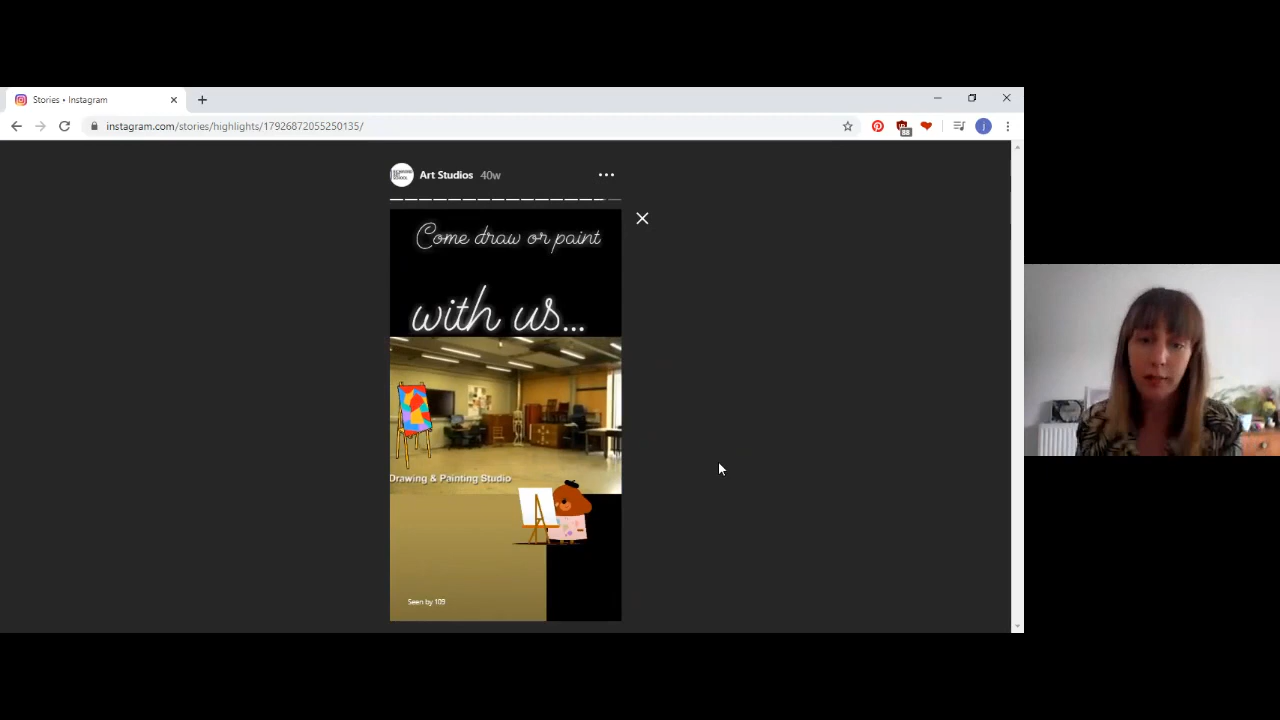 Stories • Instagram
instagram.com/stories/highlights/17926872055250135/
88
j
Art Studios 40w
Come draw or paint
with us...
Drawing & Painting Studio
Seen by 109